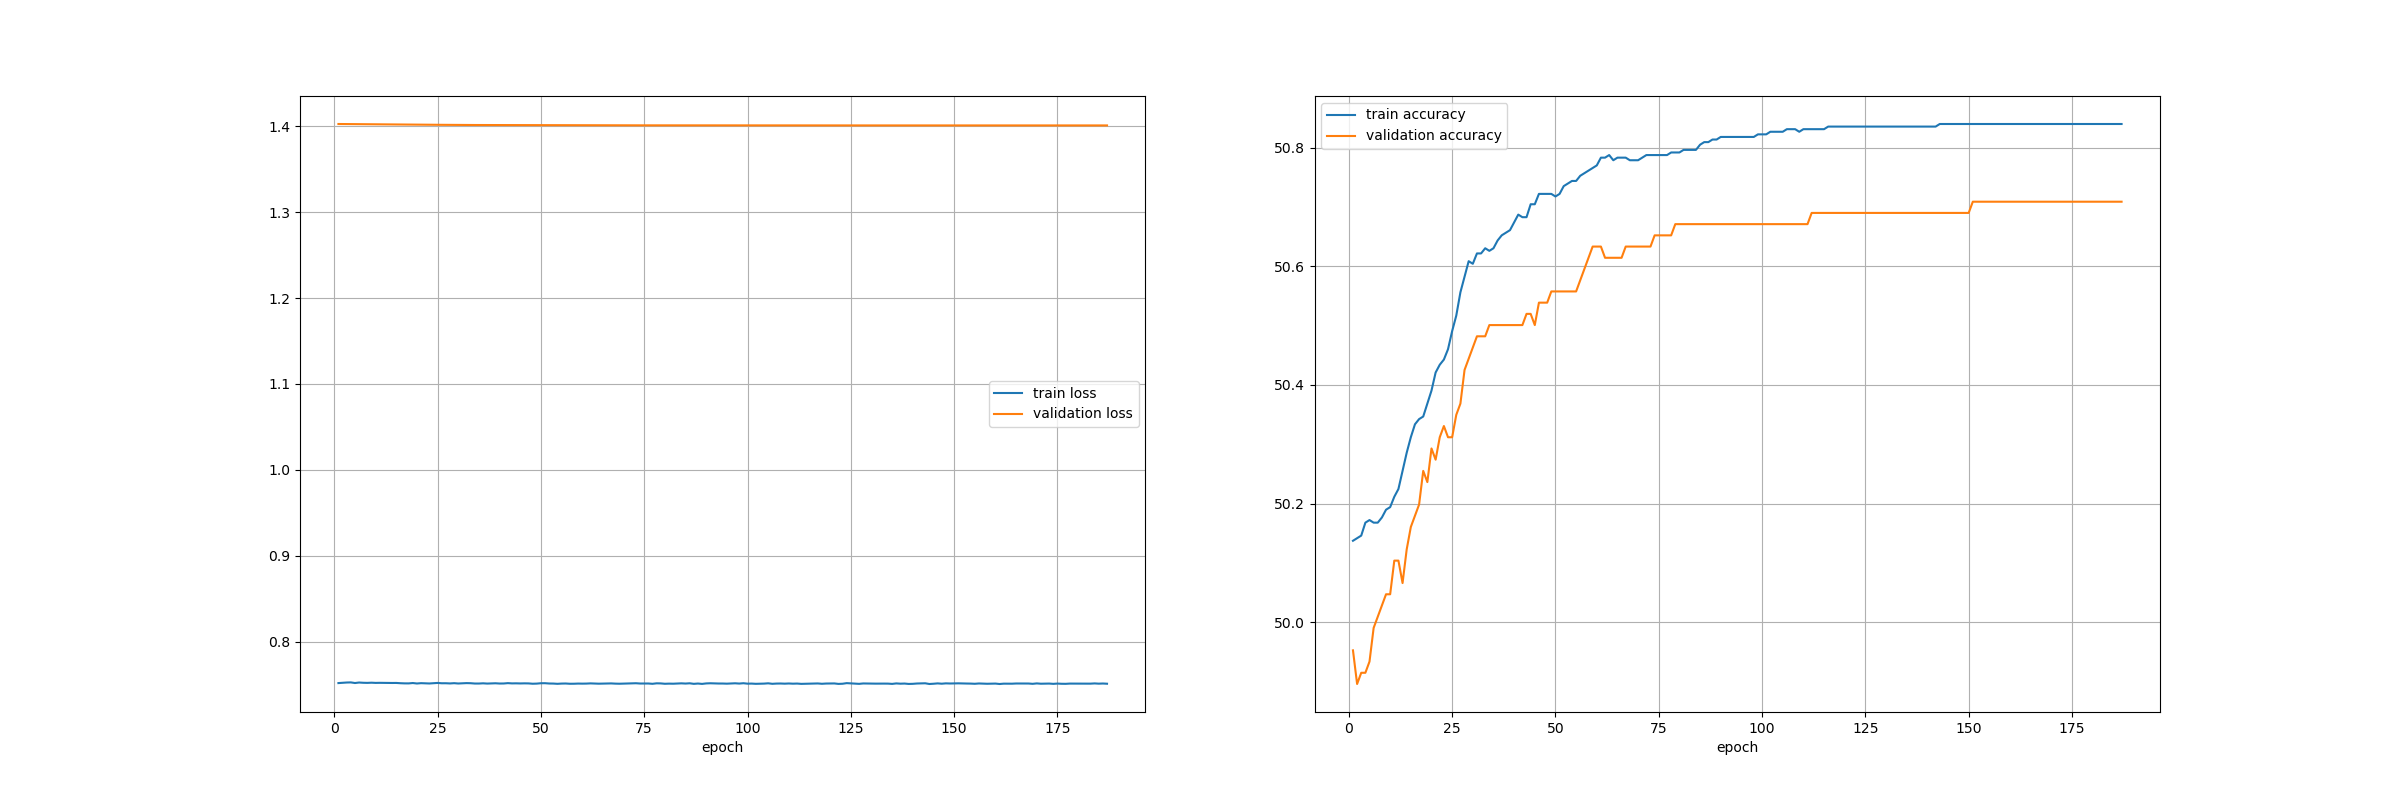 1.4
1.3
1.2
1.1
1.0
0.9
0.8
0 25 50 75 100 125 150 175
epoch
train loss
validation loss
train accuracy
validation accuracy
50.8
50.6
50.4
50.2
50.0
0 25 50 75 100 125 150 175
epoch